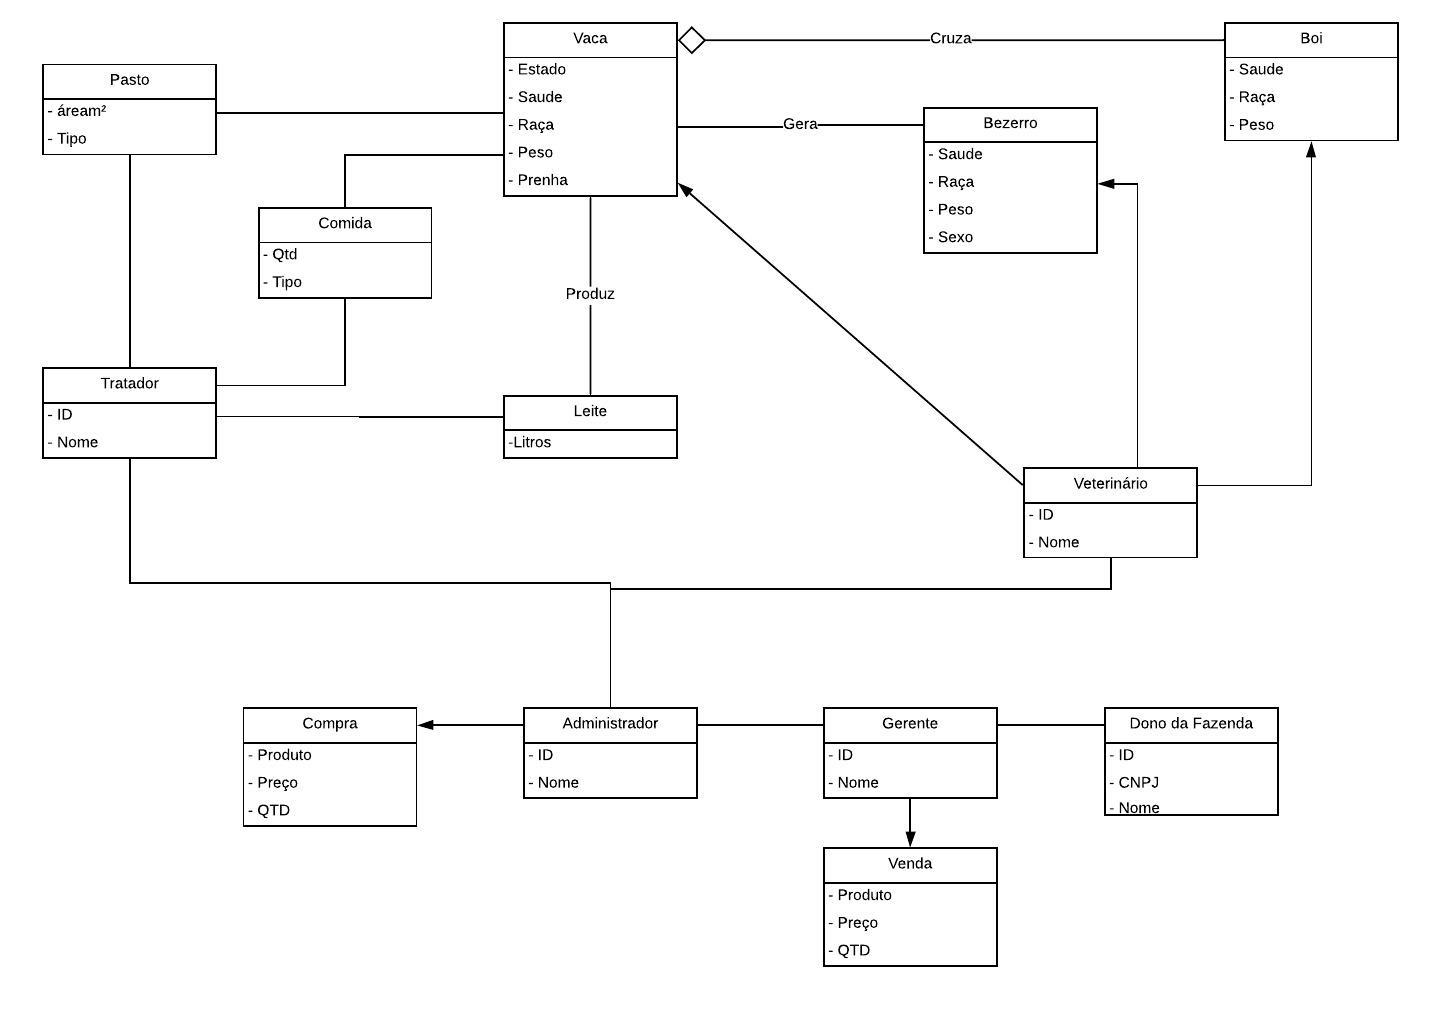 Vaca
- Estado
- Saude
- Raça
- Peso
- Prenha
Cruza
Boi
- Saude
- Raça
- Peso
Pasto
- áream²
- Tipo
Gera
Bezerro
- Saude
- Raça
- Peso
- Sexo
Comida
- Qtd
- Tipo
Produz
Tratador
- ID
- Nome
Leite
-Litros
Veterinário
- ID
- Nome
Compra
- Produto
- Preço
- QTD
Administrador
- ID
- Nome
Gerente
- ID
- Nome
Dono da Fazenda
- ID
- CNPJ
- Nome
Venda
- Produto
- Preço
- QTD